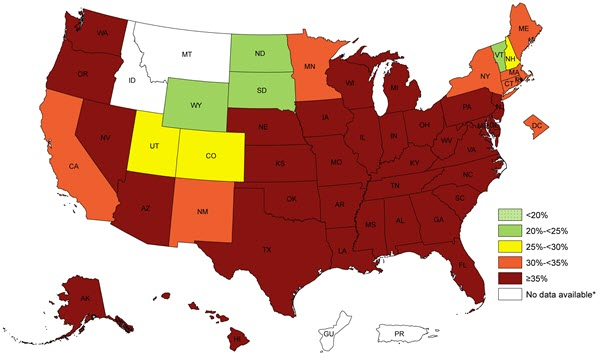 WA
MT
ND
MN
ME
OR
ID
SD
WI
MI
VT
NH
NY
MA
CT
WY
IA
PA
NJ
NE
NV
UT
CO
IL
IN
OH
WV
VA
DC
CA
KS
MO
KY
NC
TN
AZ
NM
OK
AR
SC
TX
MS
AL
GA
LA
FL
AK
HI
GU
PR
<20%
20%-<25%
25%-<30%
30%-<35%
≥35%
No data available*